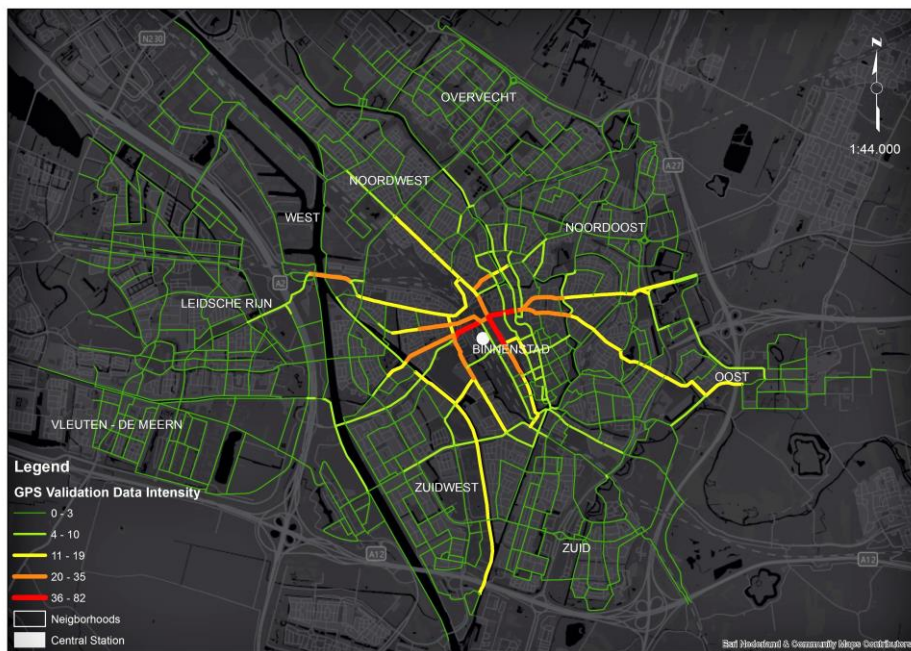 N230
OVERVECHT
N
1:44.000
A27
NOORDWEST
WEST
NOORDOOST
A2
LEIDSCHE RIJN
BINNENSTAD
OOST
VLEUTEN - DE MEERN
Legend
GPS Validation Data Intensity
0 - 3
4 - 10
11 - 19
20 - 35
36 - 82
Neigborhoods
Central Station
ZUIDWEST
ZUID
A12
A12
Esri Nederland & Community Maps Contributors